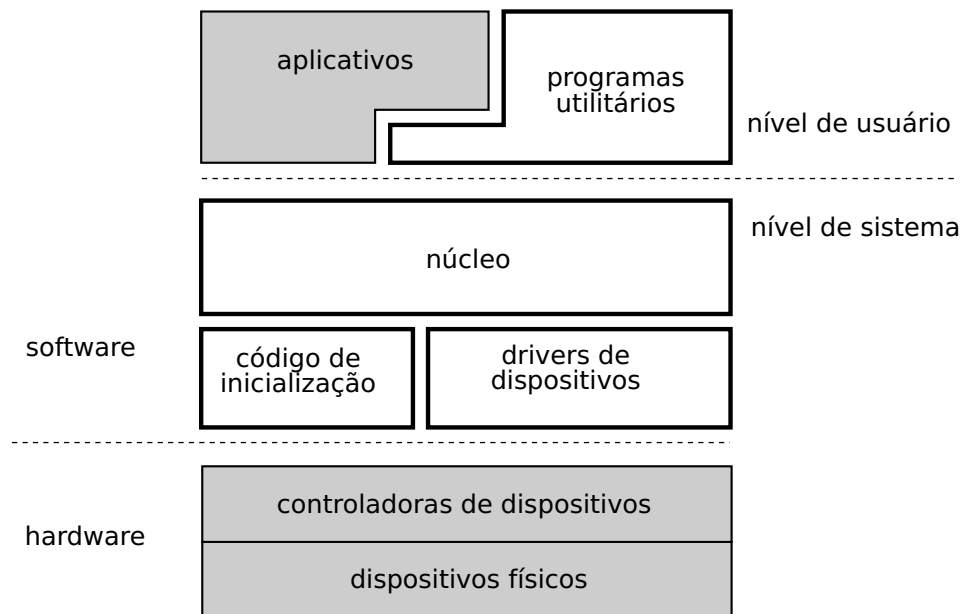 aplicativos
programas
utilitários
nível de usuário
nível de sistema
núcleo
software
código de
inicialização
drivers de
dispositivos
controladoras de dispositivos
hardware
dispositivos físicos